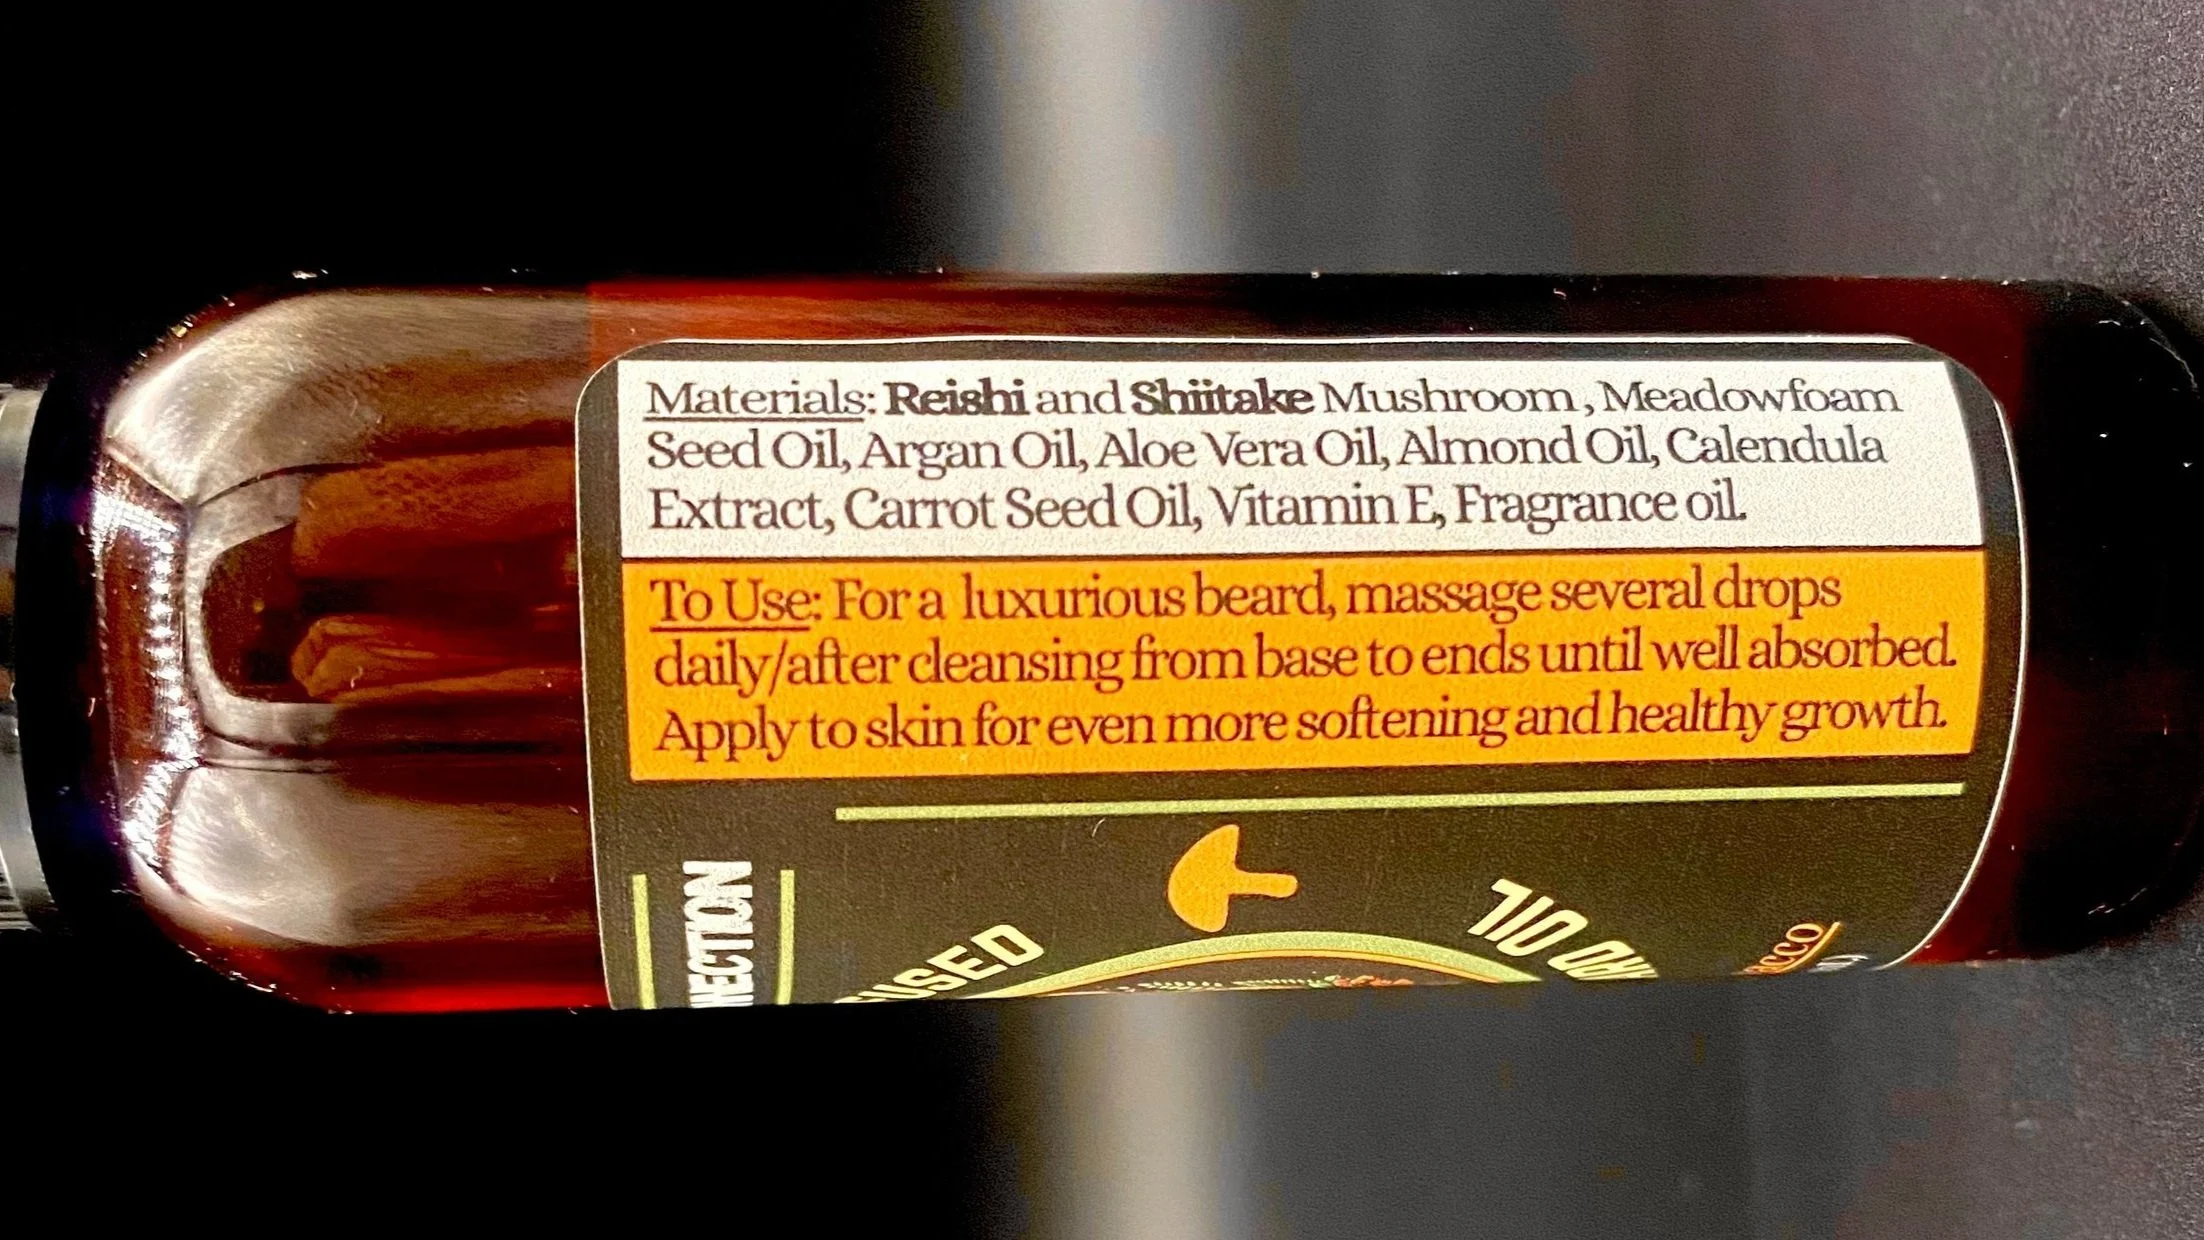 Materials: Reishi and Shiitake Mushroom, Meadowfoam
Seed Oil, Argan Oil, Aloe Vera Oil, Almond Oil, Calendula
Extract, Carrot Seed Oil, Vitamin E, Fragrance oil.
To Use: For a luxurious beard, massage several drops
daily/after cleansing from base to ends until well absorbed.
Apply to skin for even more softening and healthy growth.
OIL